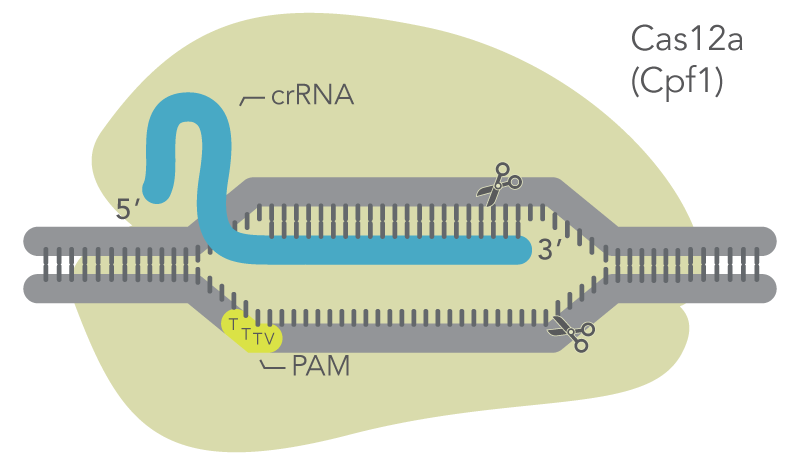 Cas12a
(Cpf1)
crRNA
5’
3’
TTTV
PAM